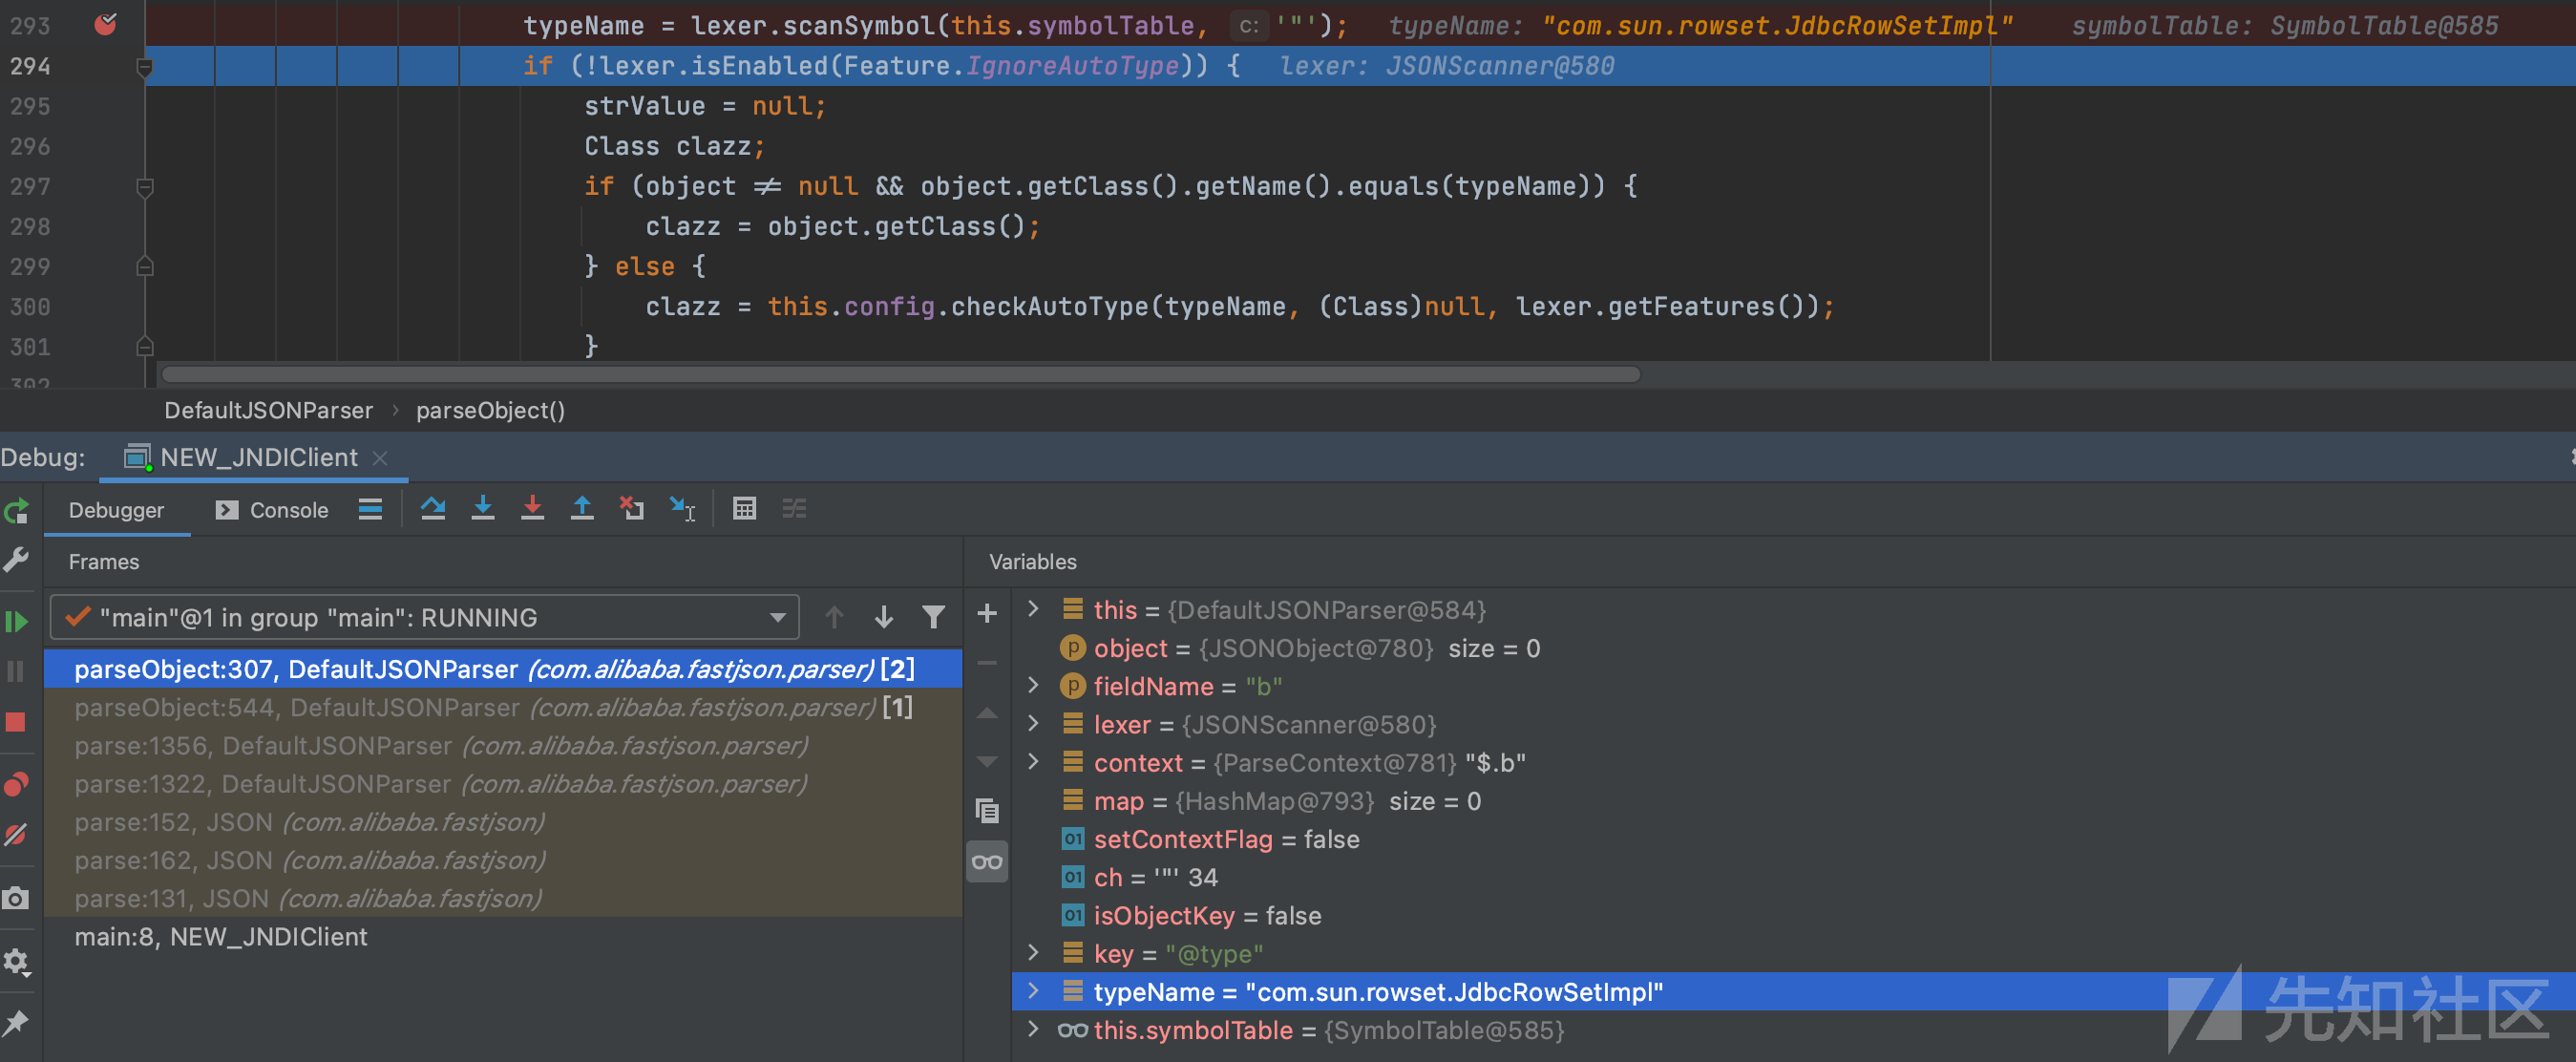 293 typeName = lexer.scanSymbol(this.symbolTable, c: '"'); typeName: "com.sun.rowset.JdbcRowSetImpl" symbolTable: SymbolTable@585
294 if (!lexer.isEnabled(Feature.IgnoreAutoType)) { lexer: JSONScanner@580
295 strValue = null;
296 Class clazz;
297 if (object ≠ null && object.getClass().getName().equals(typeName)) {
298 clazz = object.getClass();
299 } else {
300 clazz = this.config.checkAutoType(typeName, (Class)null, lexer.getFeatures());
301 }
302
DefaultJSONParser › parseObject()
Debug: NEW_JNDIClient ×
Debugger Console
Frames
"main"@1 in group "main": RUNNING
parseObject:307, DefaultJSONParser (com.alibaba.fastjson.parser) [2]
parseObject:544, DefaultJSONParser (com.alibaba.fastjson.parser) [1]
parse:1356, DefaultJSONParser (com.alibaba.fastjson.parser)
parse:1322, DefaultJSONParser (com.alibaba.fastjson.parser)
parse:152, JSON (com.alibaba.fastjson)
parse:162, JSON (com.alibaba.fastjson)
parse:131, JSON (com.alibaba.fastjson)
main:8, NEW_JNDIClient
Variables
this = {DefaultJSONParser@584}
p object = {JSONObject@780} size = 0
p fieldName = "b"
lexer = {JSONScanner@580}
context = {ParseContext@781} "$.b"
map = {HashMap@793} size = 0
01 setContextFlag = false
01 ch = '"' 34
01 isObjectKey = false
key = "@type"
typeName = "com.sun.rowset.JdbcRowSetImpl"
this.symbolTable = {SymbolTable@585}
先知社区